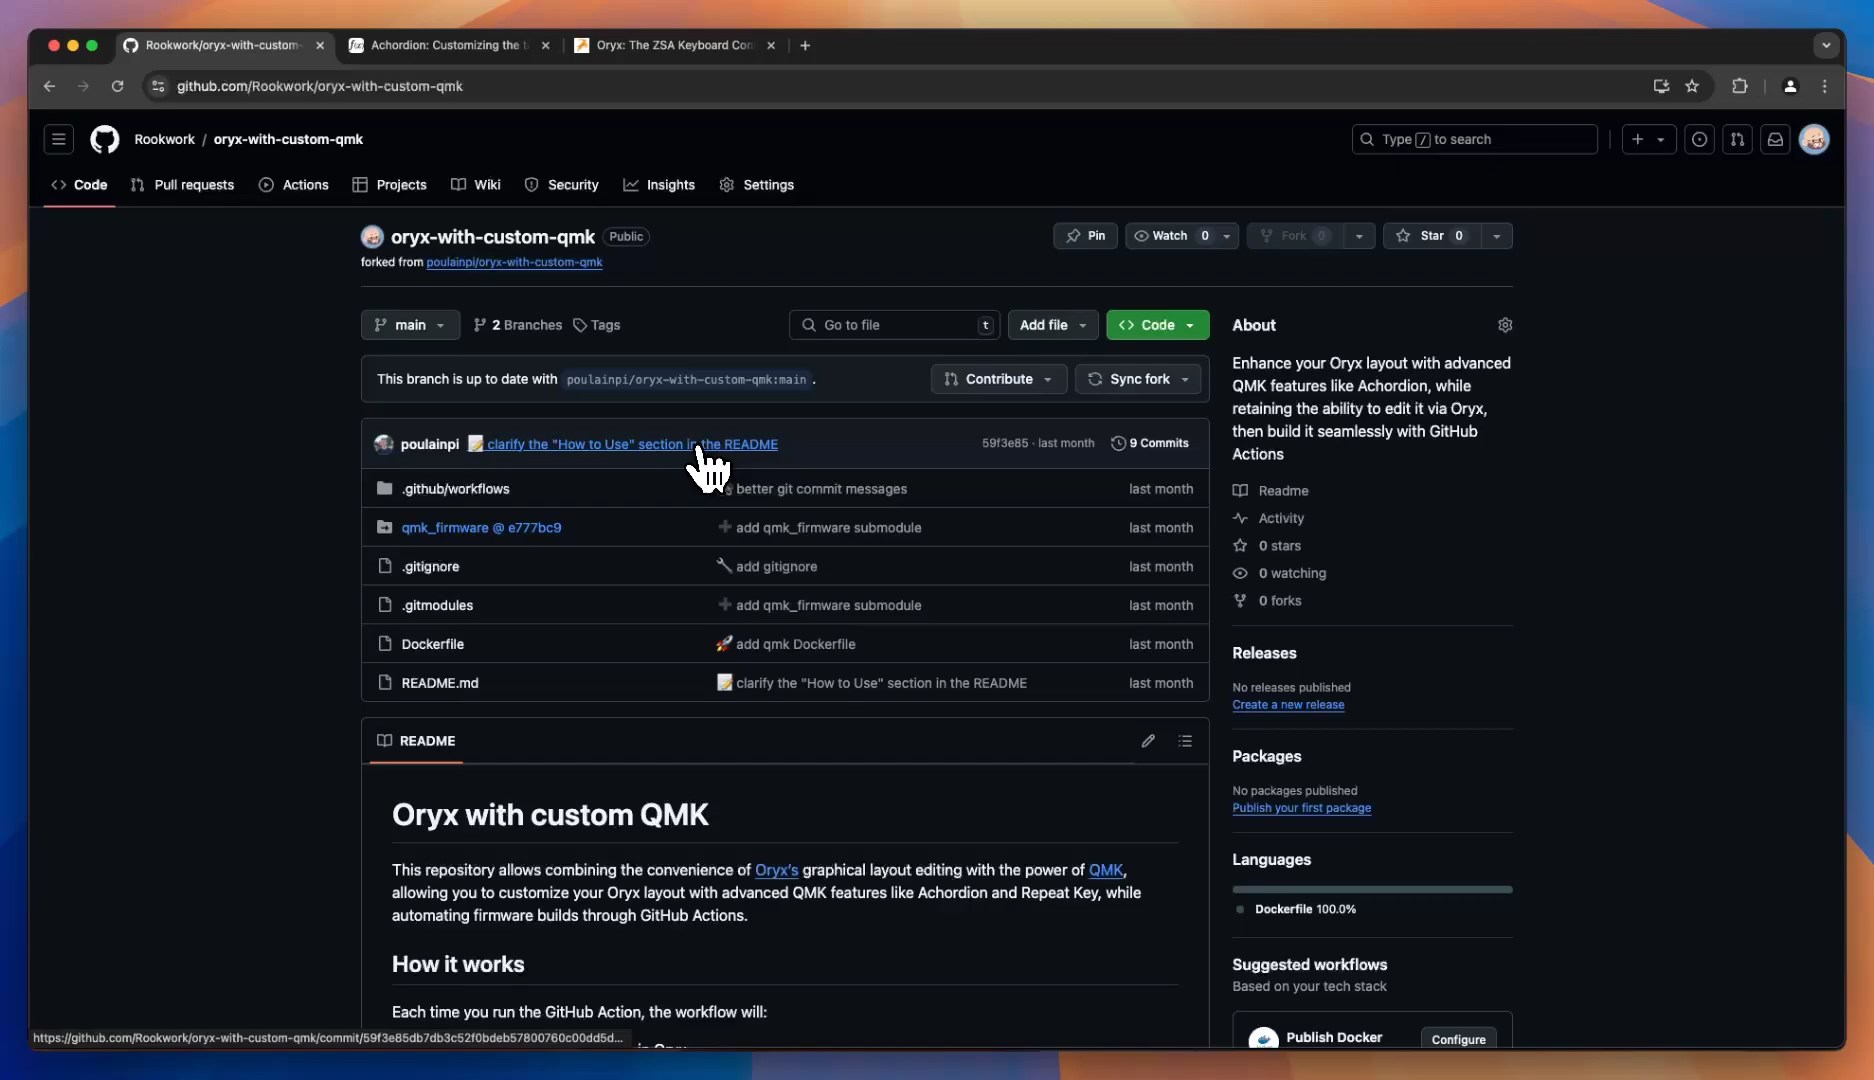 Rookwork/oryx-with-custom-
Achordion: Customizing the t
Oryx: The ZSA Keyboard Con
github.com/Rookwork/oryx-with-custom-qmk
Rookwork / oryx-with-custom-qmk
Type / to search
Code
Pull requests
Actions
Projects
Wiki
Security
Insights
Settings
oryx-with-custom-qmk Public
forked from poulainpi/oryx-with-custom-qmk
Pin
Watch 0
Fork 0
Star 0
main
2 Branches
Tags
Go to file t
Add file
Code
This branch is up to date with poulainpi/oryx-with-custom-qmk:main .
Contribute
Sync fork
poulainpi clarify the "How to Use" section in the README 59f3e85 · last month 9 Commits
.github/workflows better git commit messages last month
qmk_firmware @ e777bc9 add qmk_firmware submodule last month
.gitignore add gitignore last month
.gitmodules add qmk_firmware submodule last month
Dockerfile add qmk Dockerfile last month
README.md clarify the "How to Use" section in the README last month
README
Oryx with custom QMK
This repository allows combining the convenience of Oryx's graphical layout editing with the power of QMK,
allowing you to customize your Oryx layout with advanced QMK features like Achordion and Repeat Key, while
automating firmware builds through GitHub Actions.
How it works
Each time you run the GitHub Action, the workflow will:
https://github.com/Rookwork/oryx-with-custom-qmk/commit/59f3e85db7db3c52f0bdeb57800760c00dd5d...
About
Enhance your Oryx layout with advanced
QMK features like Achordion, while
retaining the ability to edit it via Oryx,
then build it seamlessly with GitHub
Actions
Readme
Activity
0 stars
0 watching
0 forks
Releases
No releases published
Create a new release
Packages
No packages published
Publish your first package
Languages
Dockerfile 100.0%
Suggested workflows
Based on your tech stack
Publish Docker
Configure